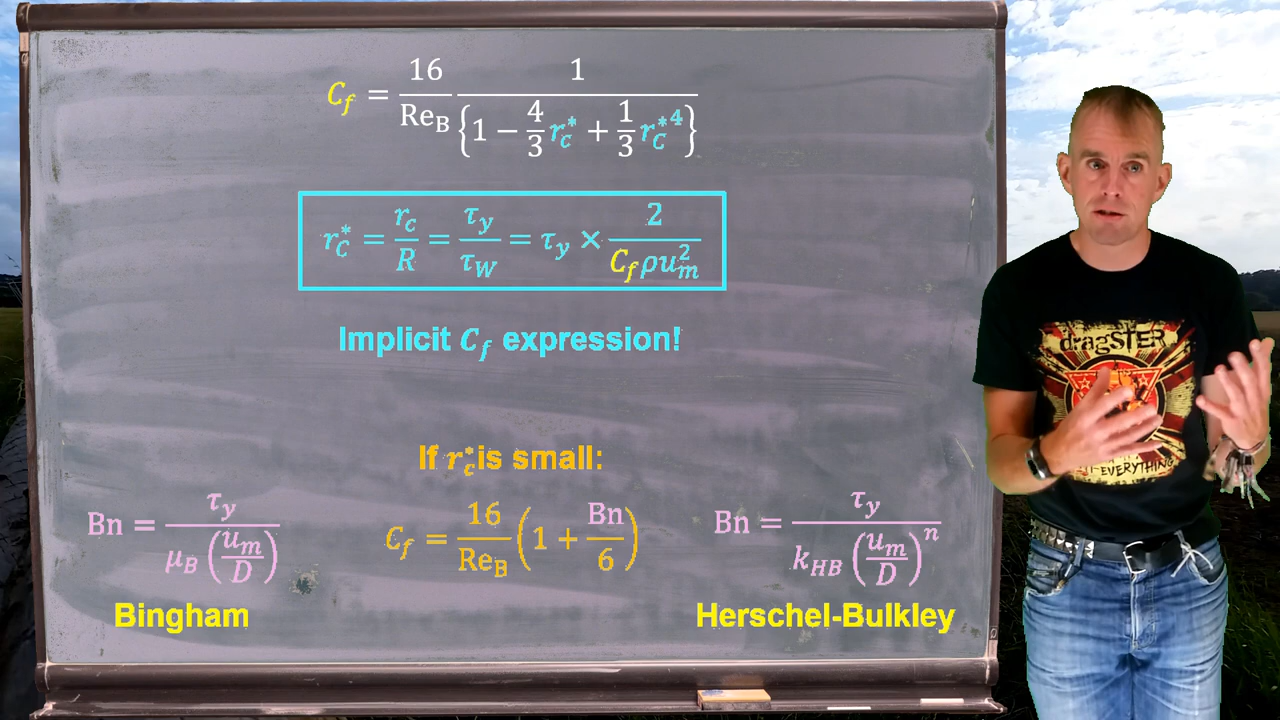 C_f = 16/Re_B 1/{1 − 4/3 r_c^* + 1/3 r_C^{*4}}
r_C^* = r_c/R = τ_y/τ_W = τ_y × 2/(C_f ρu_m^2)
Implicit C_f expression!
If r_c^* is small:
Bn = τ_y/(μ_B (u_m/D))
C_f = 16/Re_B (1 + Bn/6)
Bn = τ_y/(k_HB (u_m/D)^n)
Bingham
Herschel-Bulkley
dragSTER
-EVERYTHING